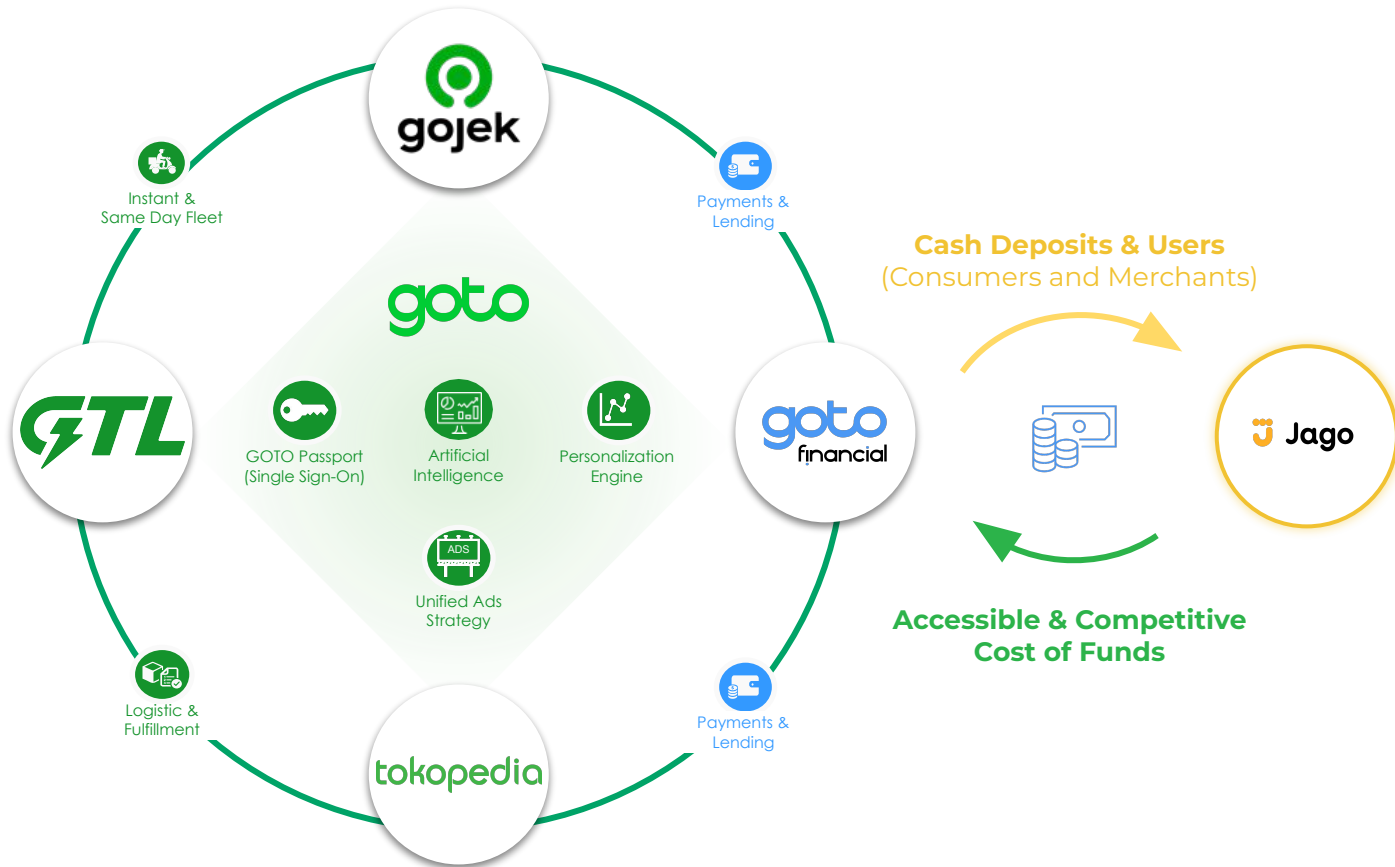 gojek
Instant &
Same Day Fleet
Payments &
Lending
Cash Deposits & Users
(Consumers and Merchants)
goto
GTL
GOTO Passport
(Single Sign-On)
Artificial
Intelligence
Personalization
Engine
goto
financial
Jago
ADS
Unified Ads
Strategy
Accessible & Competitive
Cost of Funds
Logistic &
Fulfillment
Payments &
Lending
tokopedia